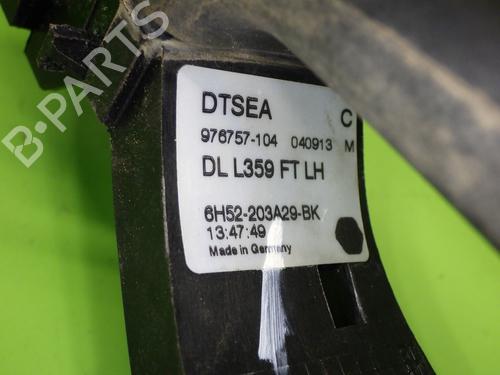 DTSEA C
976757-104 040913 M
DL L359 FT LH
6H52-203A29-BK
13:47:49
Made in Germany
B-PARTS